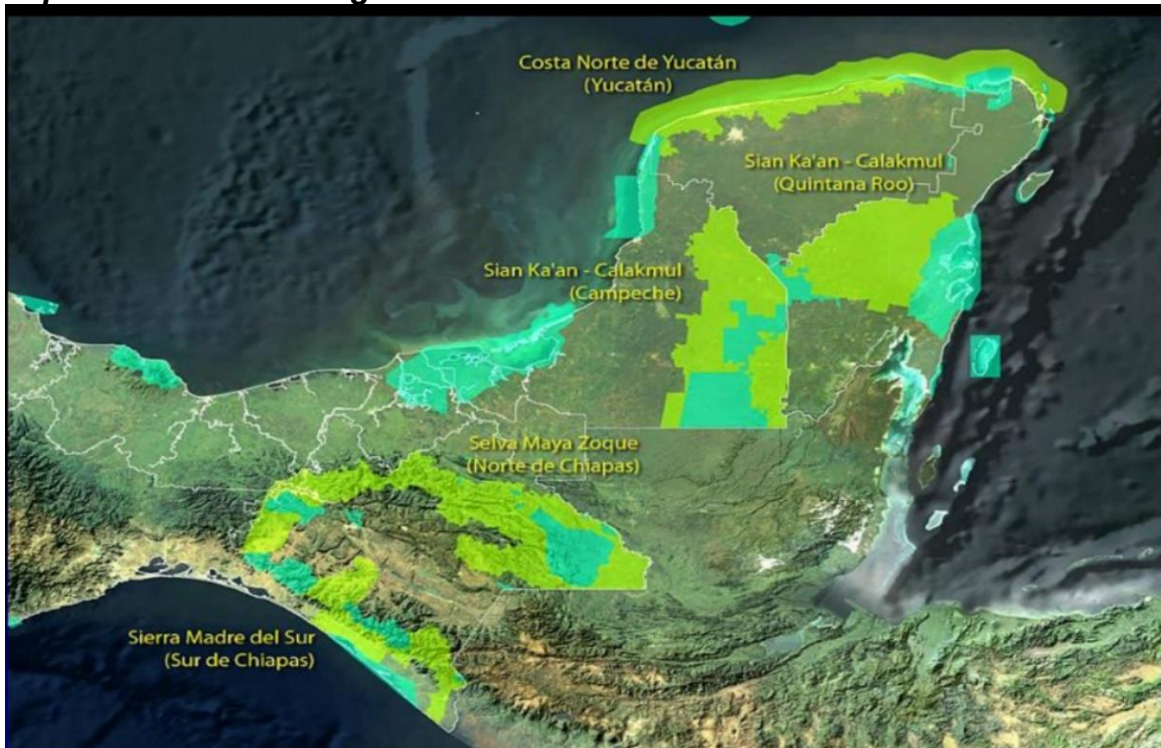 Costa Norte de Yucatán
(Yucatán)
Sian Ka'an - Calakmul
(Quintana Roo)
Sian Ka'an - Calakmul
(Campeche)
Selva Maya Zoque
(Norte de Chiapas)
Sierra Madre del Sur
(Sur de Chiapas)